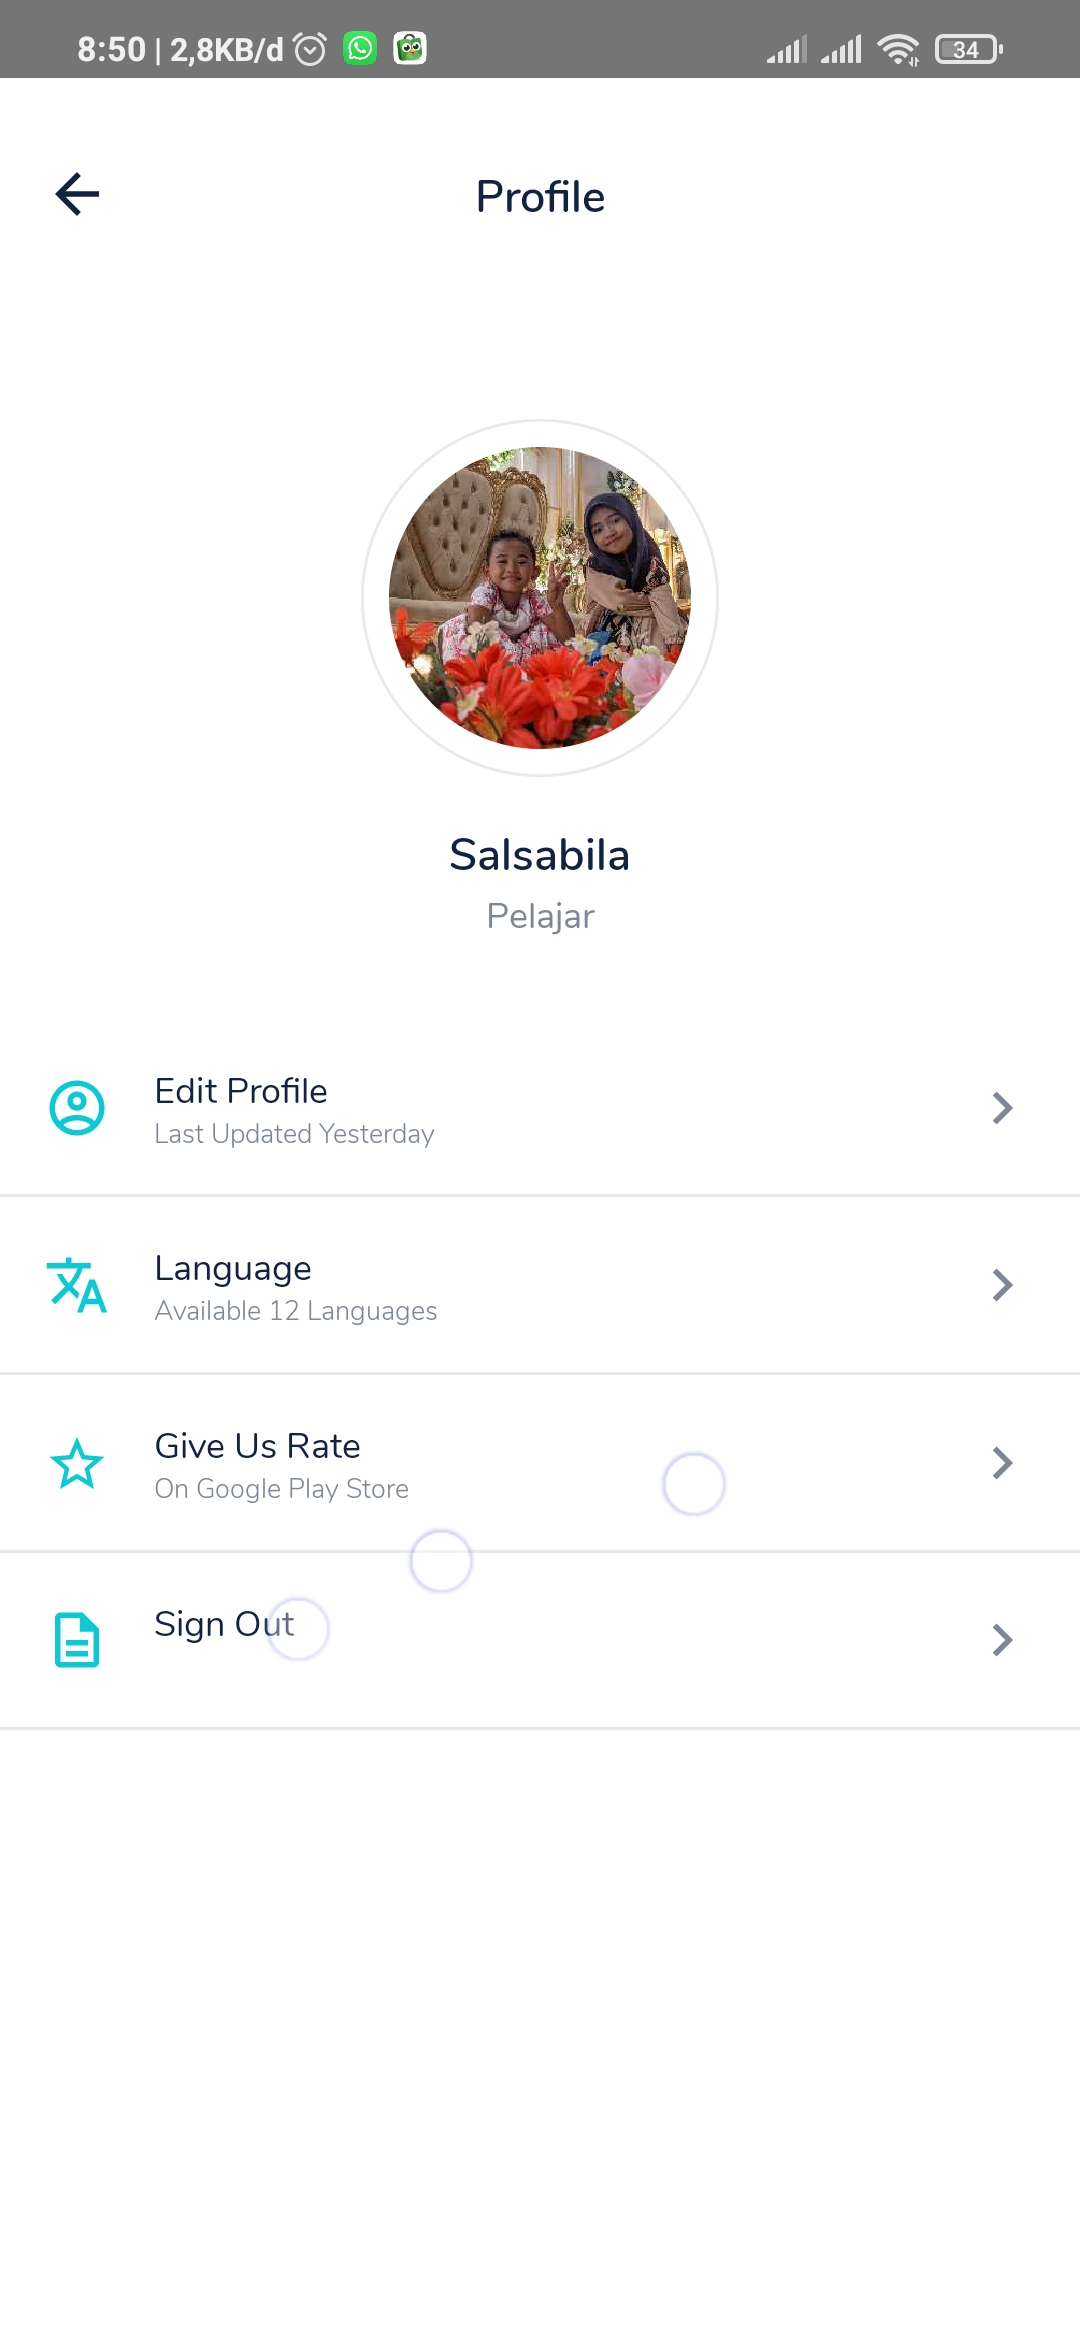 8:50 | 2,8KB/d
34
Profile
Salsabila
Pelajar
Edit Profile
Last Updated Yesterday
Language
Available 12 Languages
Give Us Rate
On Google Play Store
Sign Out